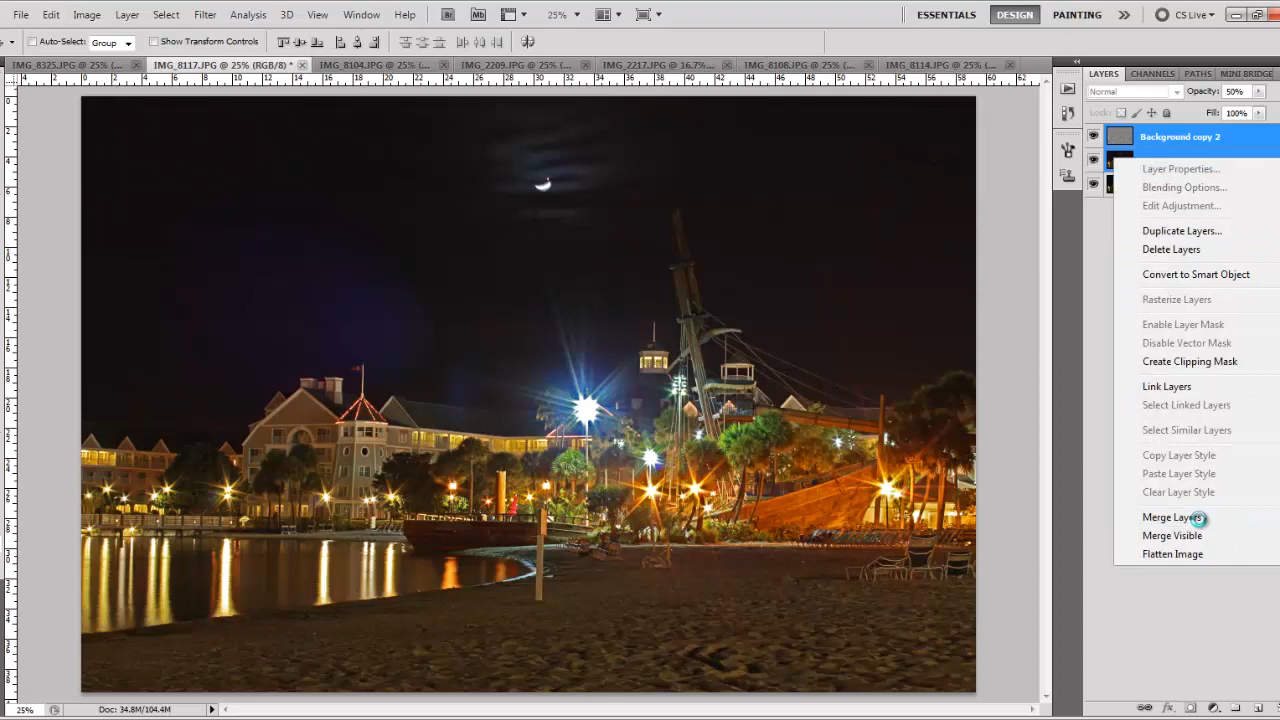 File Edit Image Layer Select Filter Analysis 3D View Window Help Br Mb 25% ESSENTIALS DESIGN PAINTING CS Live
Auto-Select: Group Show Transform Controls
IMG_8325.JPG @ 25% (... IMG_8117.JPG @ 25% (RGB/8) * IMG_8104.JPG @ 25% (... IMG_2209.JPG @ 25% (... IMG_2217.JPG @ 16.7%... IMG_8108.JPG @ 25% (... IMG_8114.JPG @ 25% (...
LAYERS CHANNELS PATHS MINI BRIDGE
Normal Opacity: 50%
Lock: Fill: 100%
Background copy 2
Layer Properties...
Blending Options...
Edit Adjustment...
Duplicate Layers...
Delete Layers
Convert to Smart Object
Rasterize Layers
Enable Layer Mask
Disable Vector Mask
Create Clipping Mask
Link Layers
Select Linked Layers
Select Similar Layers
Copy Layer Style
Paste Layer Style
Clear Layer Style
Merge Layers
Merge Visible
Flatten Image
25% Doc: 34.8M/104.4M